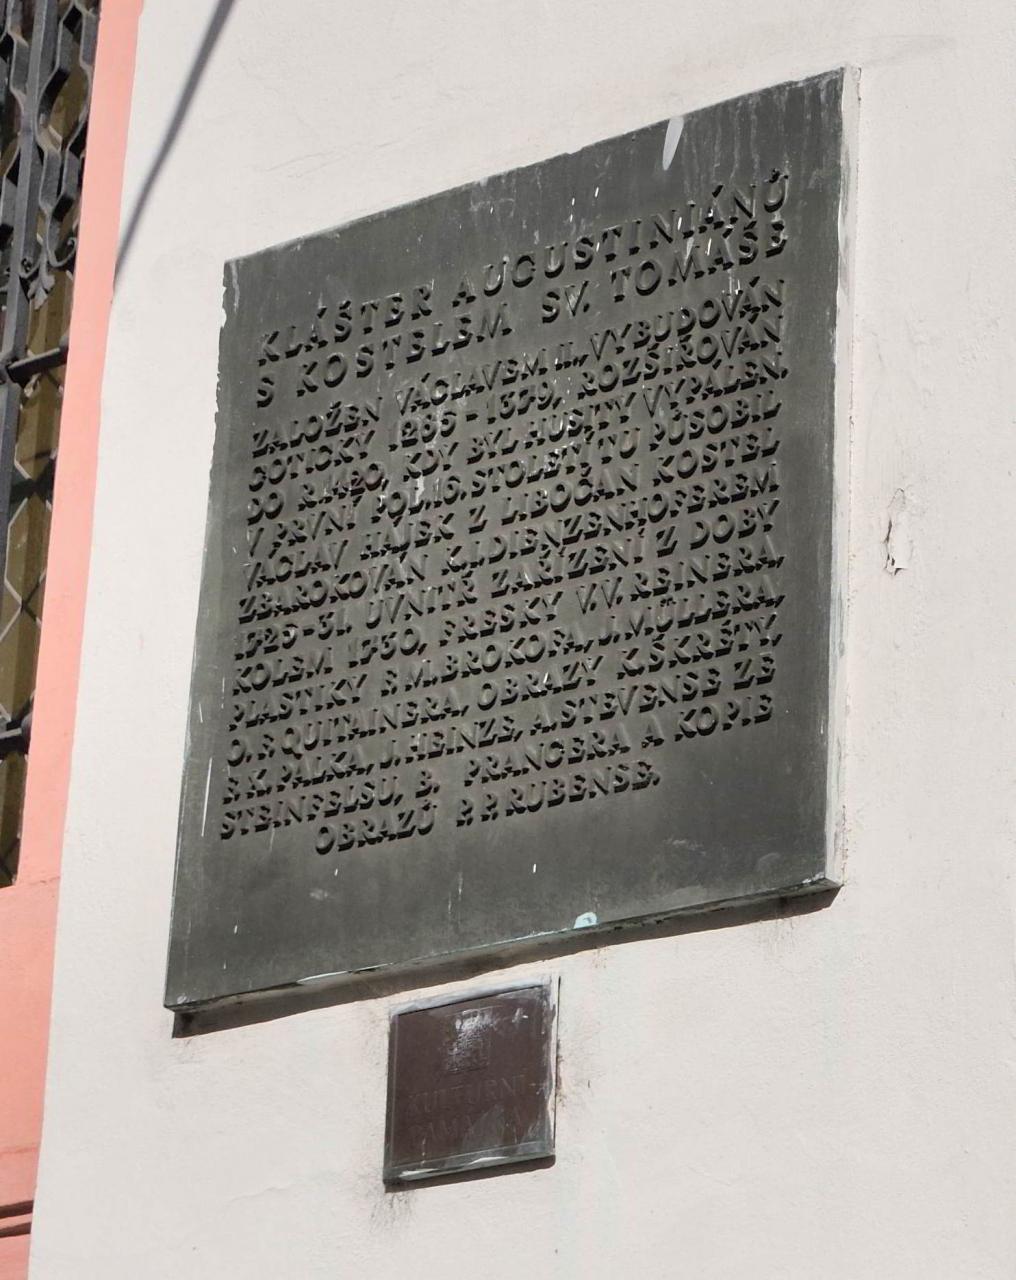 KLÁŠTER AUGUSTINIÁNŮ
S KOSTELEM SV. TOMÁŠE
ZALOŽEN VÁCLAVEM II., VYBUDOVÁN
GOTICKY 1285-1379, ROZŠIŘOVÁN
DO R.1420, KDY BYL HUSITY VYPÁLEN.
V PRVNÍ POL.16.STOLETÍ TU PŮSOBIL
VÁCLAV HÁJEK Z LIBOČAN KOSTEL
ZBAROKOVÁN K.I.DIENZENHOFEREM
1725-31. UVNITŘ ZAŘÍZENÍ Z DOBY
KOLEM 1730, FRESKY V.V. REINERA,
PLASTIKY F.M.BROKOFA, J.MÜLLERA,
O.F.QUITAINERA, OBRAZY K.ŠKRÉTY,
F.K.PALKA, J.HEINZE, A.STEVENSE ZE
STEINFELSU, B. PRANGERA A KOPIE
OBRAZŮ P.P.RUBENSE.
KULTURNÍ
PAMÁTKA